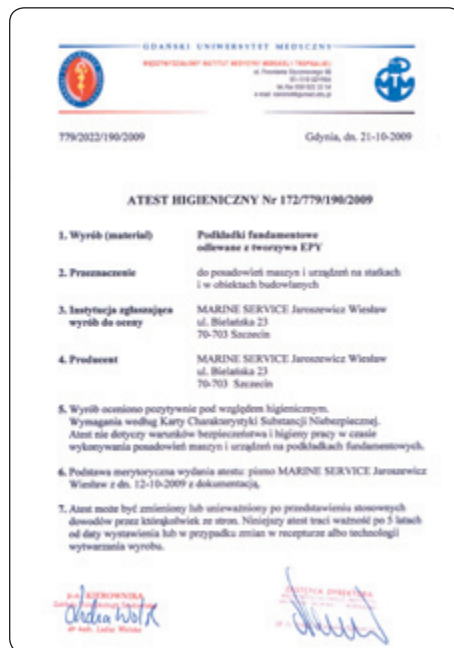 GDAŃSKI UNIWERSYTET MEDYCZNY
MIĘDZYWYDZIAŁOWY INSTYTUT MEDYCYNY MORSKIEJ I TROPIKALNEJ
779/2022/190/2009 Gdynia, dn. 21-10-2009
ATEST HIGIENICZNY Nr 172/779/190/2009
1. Wyrób (materiał) Podkładki fundamentowe
odlewane z tworzywa EPY
2. Przeznaczenie do posadowień maszyn i urządzeń na statkach
i w obiektach budowlanych
3. Instytucja zgłaszająca MARINE SERVICE Jaroszewicz Wiesław
wyrób do oceny ul. Bielańska 23
70-703 Szczecin
4. Producent MARINE SERVICE Jaroszewicz Wiesław
ul. Bielańska 23
70-703 Szczecin
5. Wyrób oceniono pozytywnie pod względem higienicznym.
Wymagania według Karty Charakterystyki Substancji Niebezpiecznej.
Atest nie dotyczy warunków bezpieczeństwa i higieny pracy w czasie
wykonywania posadowień maszyn i urządzeń na podkładkach fundamentowych.
6. Podstawa merytoryczna wydania atestu: pismo MARINE SERVICE Jaroszewicz
Wiesław z dn. 12-10-2009 z dokumentacją.
7. Atest może być zmieniony lub unieważniony po przedstawieniu stosownych
dowodów przez którąkolwiek ze stron. Niniejszy atest traci ważność po 5 latach
od daty wystawienia lub w przypadku zmian w recepturze albo technologii
wytwarzania wyrobu.
p.o. KIEROWNIKA
ZASTĘPCA DYREKTORA